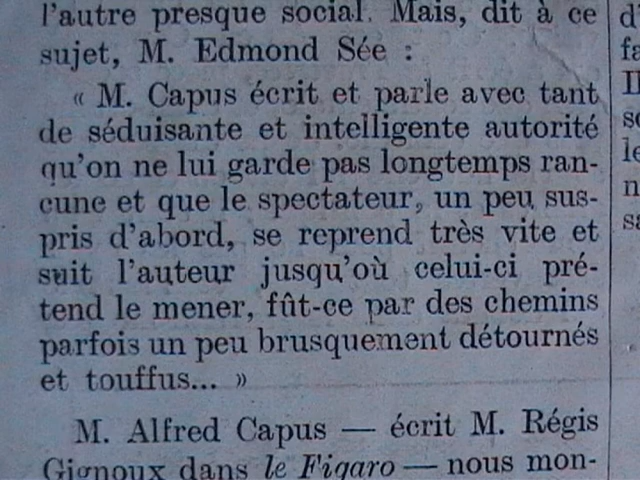 l'autre presque social. Mais, dit à ce
sujet, M. Edmond Sée :
« M. Capus écrit et parle avec tant
de séduisante et intelligente autorité
qu'on ne lui garde pas longtemps ran-
cune et que le spectateur, un peu sus-
pris d'abord, se reprend très vite et
suit l'auteur jusqu'où celui-ci pré-
tend le mener, fût-ce par des chemins
parfois un peu brusquement détournés
et touffus... »
M. Alfred Capus — écrit M. Régis
Gignoux dans le Figaro — nous mon-